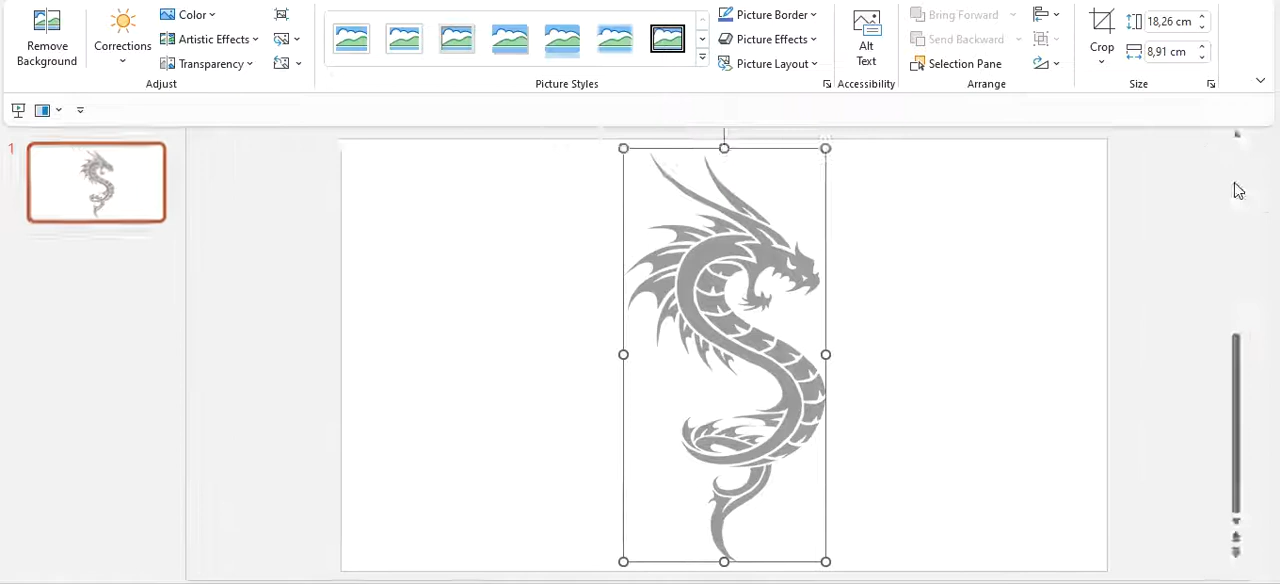 Remove
Background
Corrections
Color
Artistic Effects
Transparency
Adjust
Picture Styles
Picture Border
Picture Effects
Picture Layout
Alt
Text
Accessibility
Bring Forward
Send Backward
Selection Pane
Arrange
Crop
18,26 cm
8,91 cm
Size
1